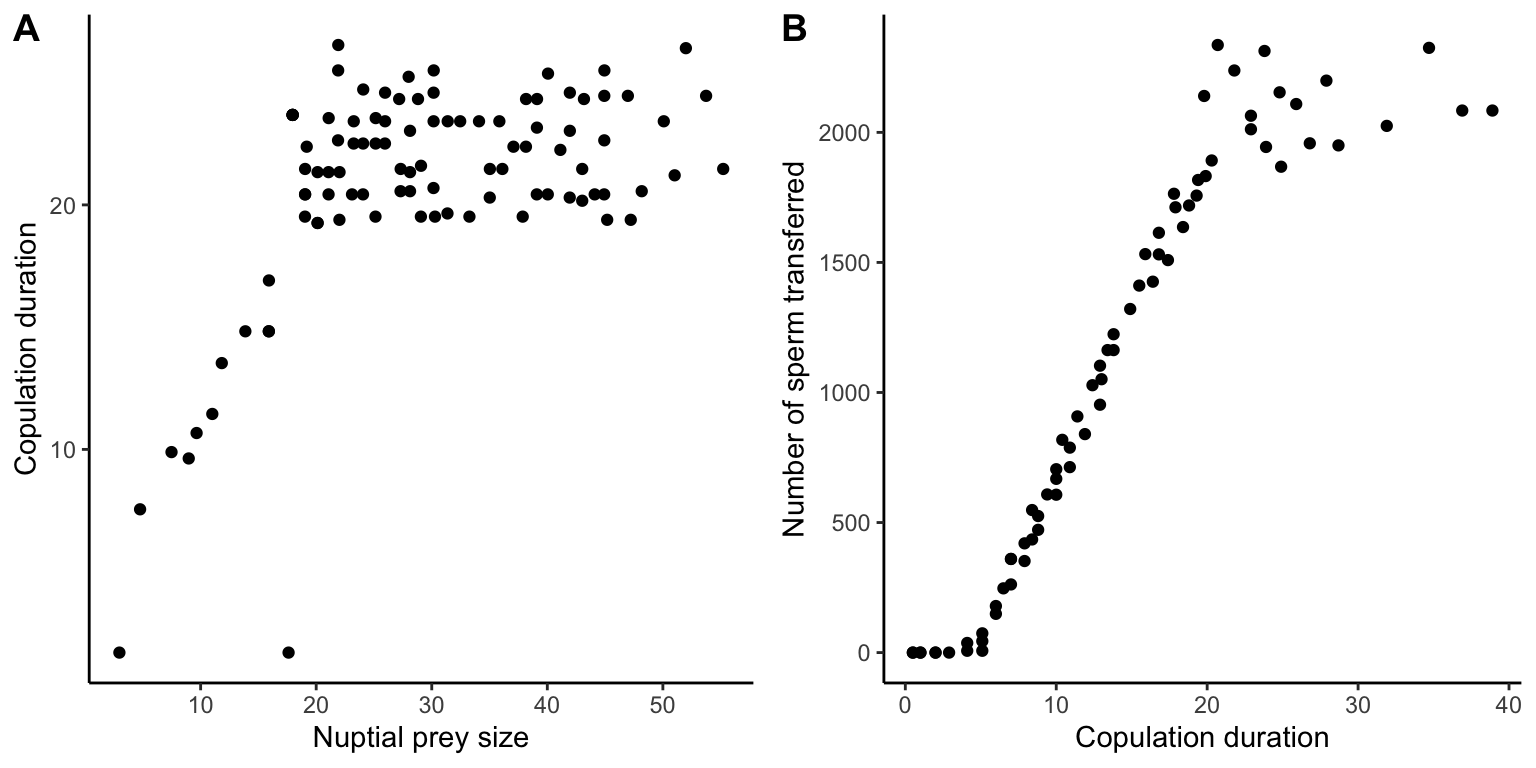 A
Copulation duration
20
10
10 20 30 40 50
Nuptial prey size
B
Number of sperm transferred
2000
1500
1000
500
0
0 10 20 30 40
Copulation duration